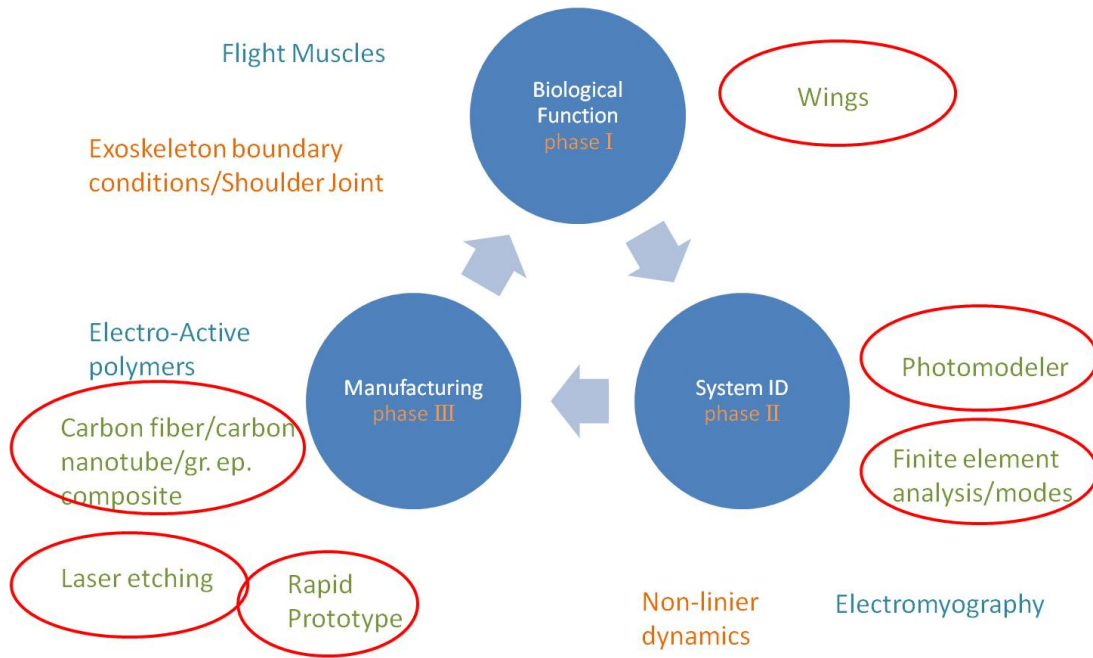 Flight Muscles
Biological
Function
phase Ⅰ
Wings
Exoskeleton boundary
conditions/Shoulder Joint
Electro-Active
polymers
Manufacturing
phase Ⅲ
System ID
phase Ⅱ
Photomodeler
Carbon fiber/carbon
nanotube/gr. ep.
composite
Finite element
analysis/modes
Laser etching
Rapid
Prototype
Non-linier
dynamics
Electromyography